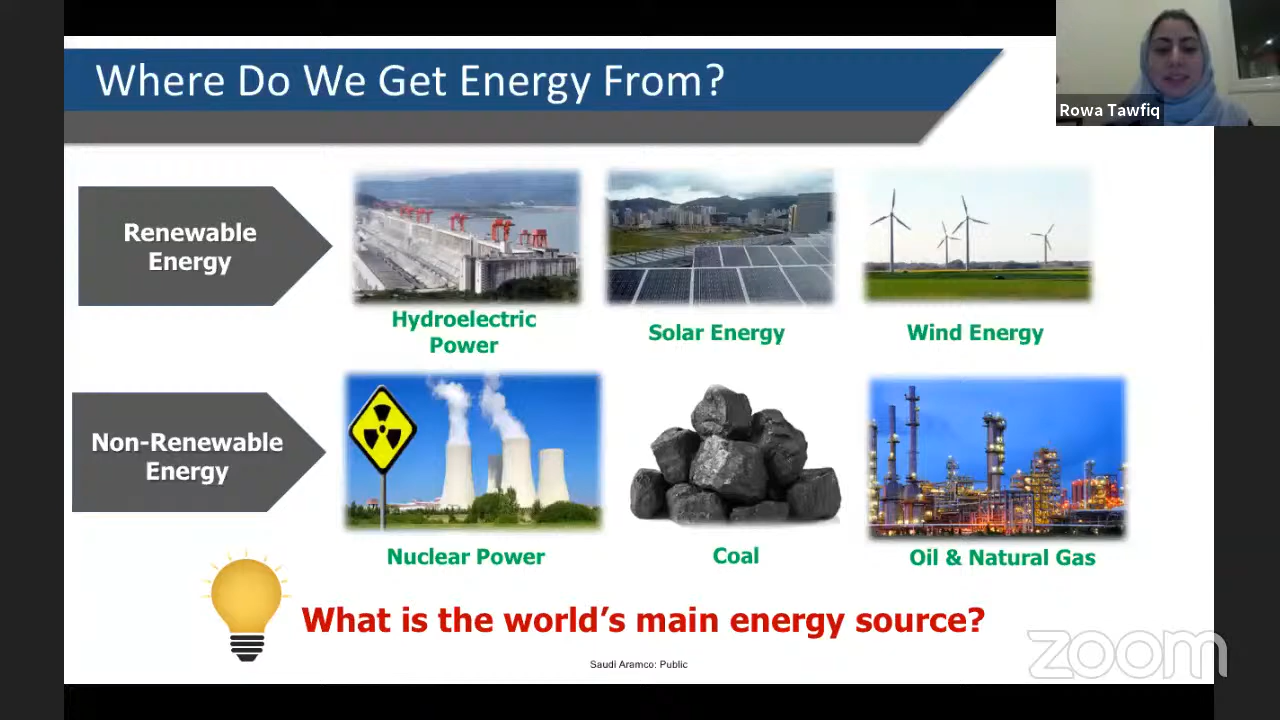 Where Do We Get Energy From?
Rowa Tawfiq
Renewable
Energy
Hydroelectric
Power
Solar Energy
Wind Energy
Non-Renewable
Energy
Nuclear Power
Coal
Oil & Natural Gas
What is the world's main energy source?
Saudi Aramco: Public
zoom